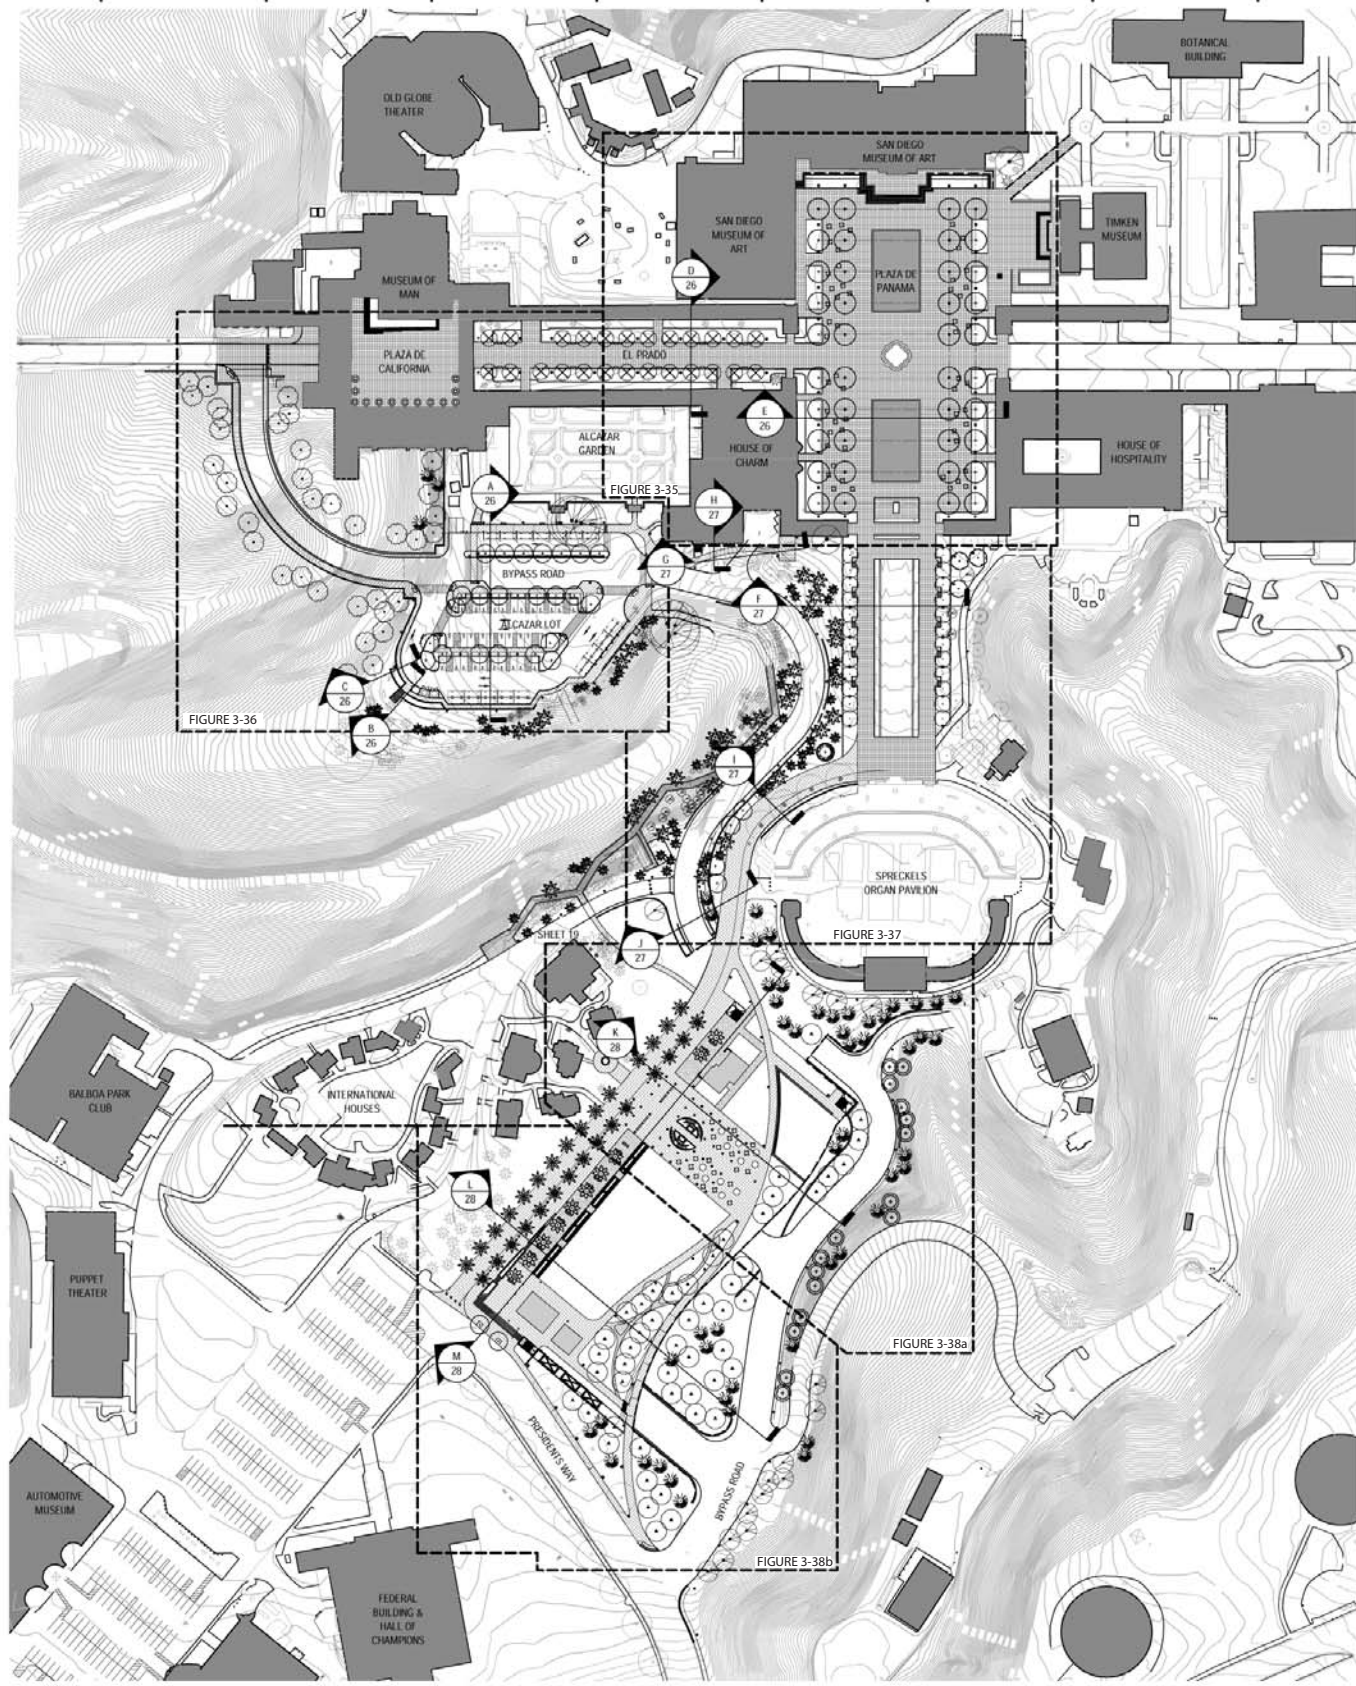 BOTANICAL
BUILDING
OLD GLOBE
THEATER
SAN DIEGO
MUSEUM OF ART
SAN DIEGO
MUSEUM OF
ART
TIMKEN
MUSEUM
MUSEUM OF
MAN
D
26
PLAZA DE
PANAMA
PLAZA DE
CALIFORNIA
EL PRADO
E
26
ALCAZAR
GARDEN
HOUSE OF
CHARM
HOUSE OF
HOSPITALITY
A
26
FIGURE 3-35
H
27
G
27
BYPASS ROAD
F
27
ALCAZAR LOT
C
26
FIGURE 3-36
B
26
I
27
SPRECKELS
ORGAN PAVILION
SHEET 19
FIGURE 3-37
J
27
K
28
BALBOA PARK
CLUB
INTERNATIONAL
HOUSES
L
28
PUPPET
THEATER
FIGURE 3-38a
M
28
PRESIDENTS WAY
BYPASS ROAD
AUTOMOTIVE
MUSEUM
FIGURE 3-38b
FEDERAL
BUILDING &
HALL OF
CHAMPIONS